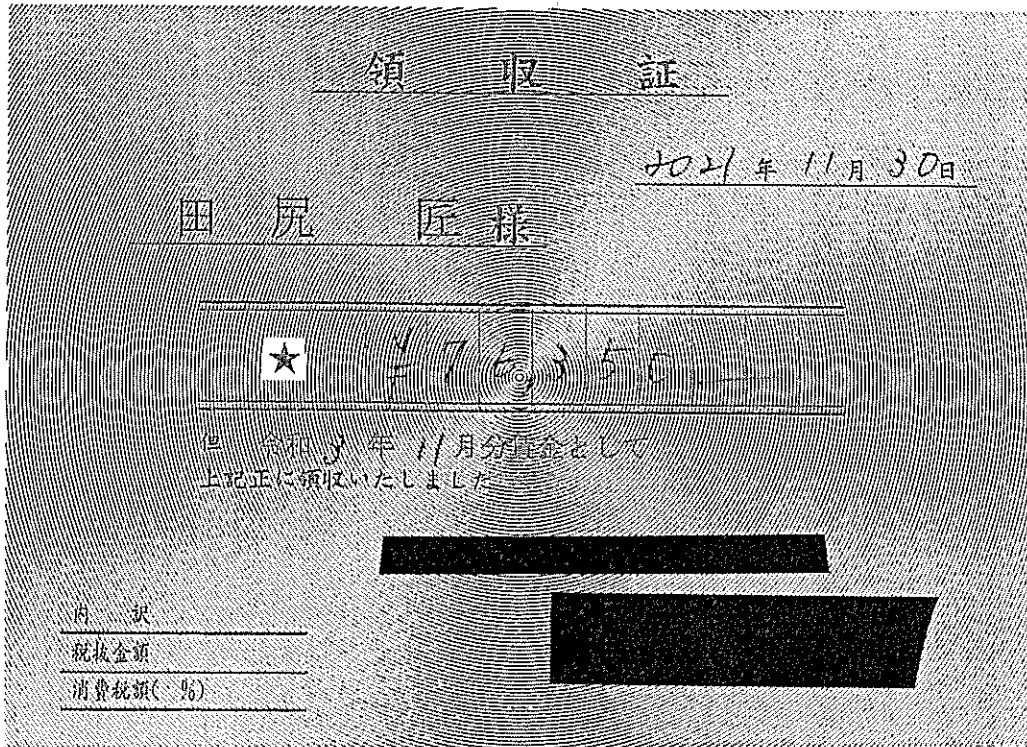 領収証
2021年11月30日
田尻 匠 様
★ ¥76,350.-
但 令和3年11月分賃金として
上記正に領収いたしました
内訳
税抜金額
消費税額( %)